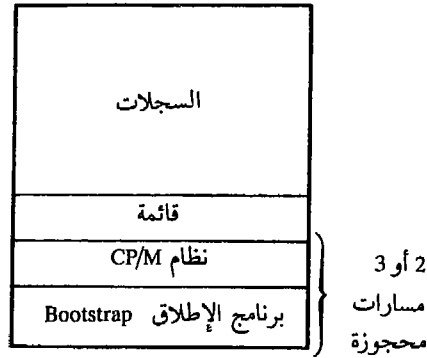 السجلات
قائمة
نظام CP/M
برنامج الإطلاق Bootstrap
2 أو 3
مسارات
محجوزة